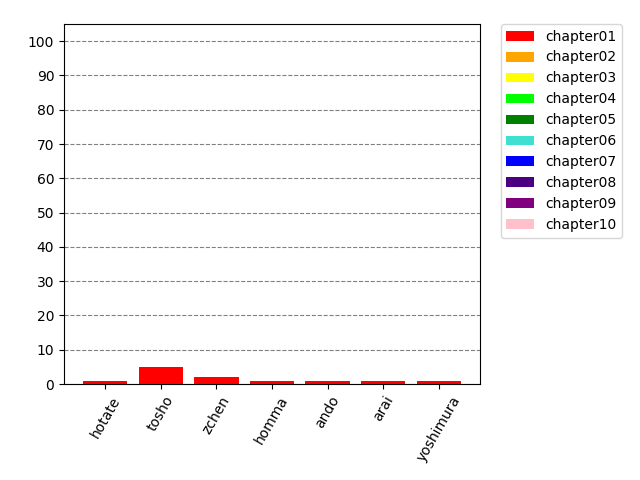 100
90
80
70
60
50
40
30
20
10
0
hotate
tosho
zchen
homma
ando
arai
yoshimura
chapter01
chapter02
chapter03
chapter04
chapter05
chapter06
chapter07
chapter08
chapter09
chapter10